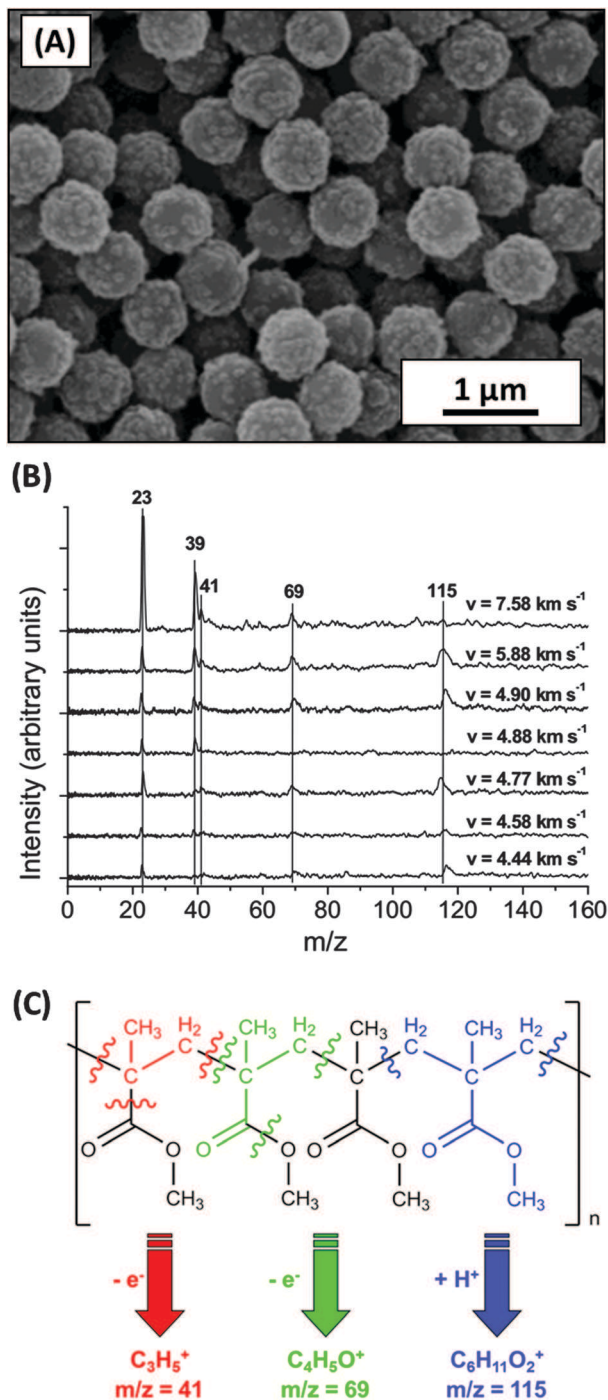 (A)
1 μm
(B)
23
39
41
69
115
v = 7.58 km s⁻¹
v = 5.88 km s⁻¹
v = 4.90 km s⁻¹
v = 4.88 km s⁻¹
v = 4.77 km s⁻¹
v = 4.58 km s⁻¹
v = 4.44 km s⁻¹
Intensity (arbitrary units)
0 20 40 60 80 100 120 140 160
m/z
(C)
CH₃ H₂ CH₃ H₂ CH₃ H₂ CH₃ H₂
C C C C
C C C C
C C C C
O O O O O O O O
CH₃ CH₃ CH₃ CH₃
n
- e⁻ - e⁻ + H⁺
C₃H₅⁺ C₄H₅O⁺ C₆H₁₁O₂⁺
m/z = 41 m/z = 69 m/z = 115